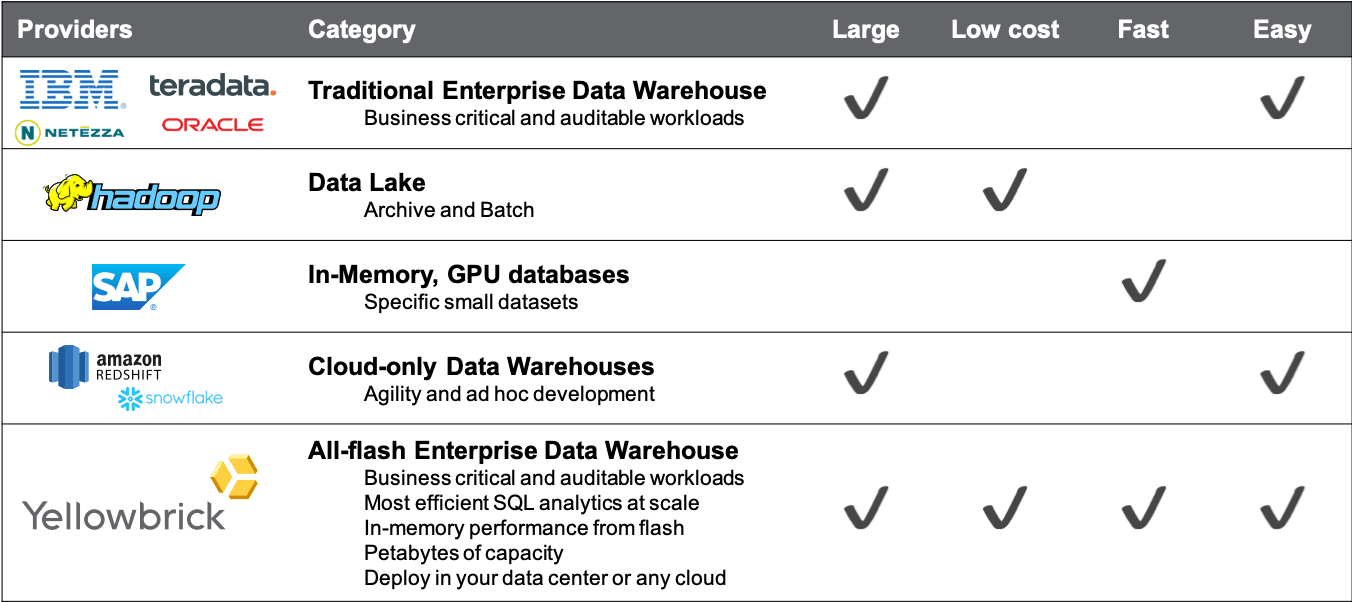 Providers Category Large Low cost Fast Easy
IBM® teradata.
N NETEZZA ORACLE
Traditional Enterprise Data Warehouse
Business critical and auditable workloads
✔ ✔
hadoop
Data Lake
Archive and Batch
✔ ✔
SAP®
In-Memory, GPU databases
Specific small datasets
✔
amazon
REDSHIFT
snowflake
Cloud-only Data Warehouses
Agility and ad hoc development
✔ ✔
Yellowbrick
All-flash Enterprise Data Warehouse
Business critical and auditable workloads
Most efficient SQL analytics at scale
In-memory performance from flash
Petabytes of capacity
Deploy in your data center or any cloud
✔ ✔ ✔ ✔